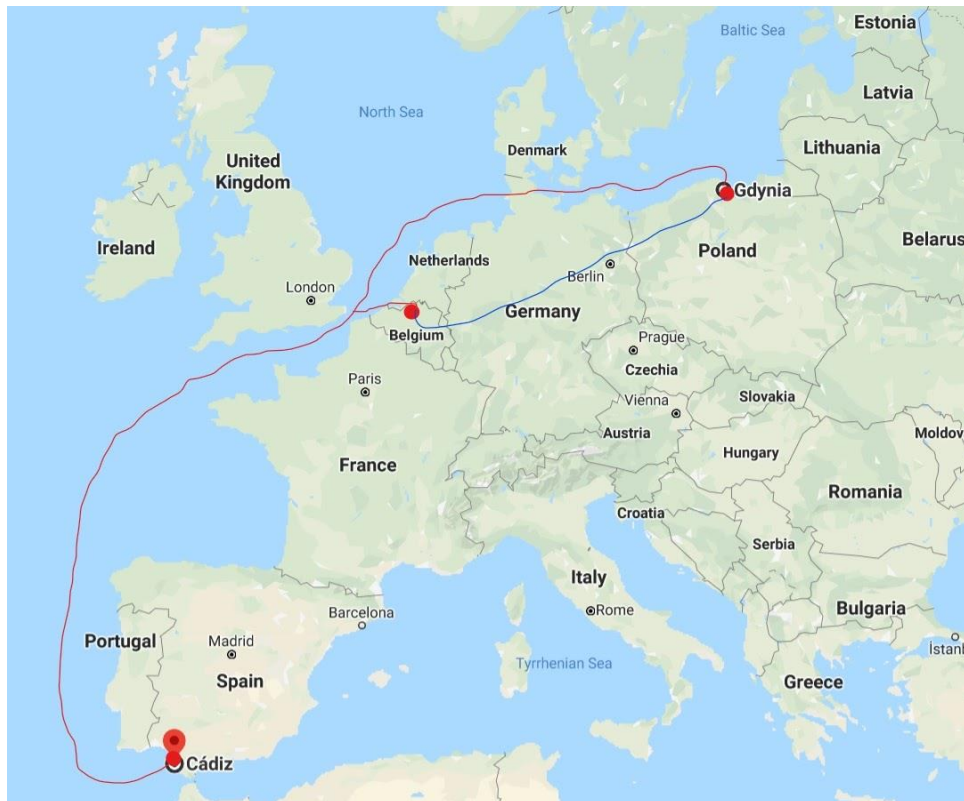 Estonia
Baltic Sea
Latvia
North Sea
Denmark
Lithuania
United
Kingdom
Gdynia
Ireland
Netherlands
Poland
Belarus
London
Berlin
Germany
Belgium
Prague
Czechia
Paris
Slovakia
Vienna
Austria
Moldov
Hungary
France
Romania
Croatia
Serbia
Italy
Barcelona
Rome
Bulgaria
Portugal
Madrid
İstanb
Tyrrhenian Sea
Spain
Greece
Cádiz